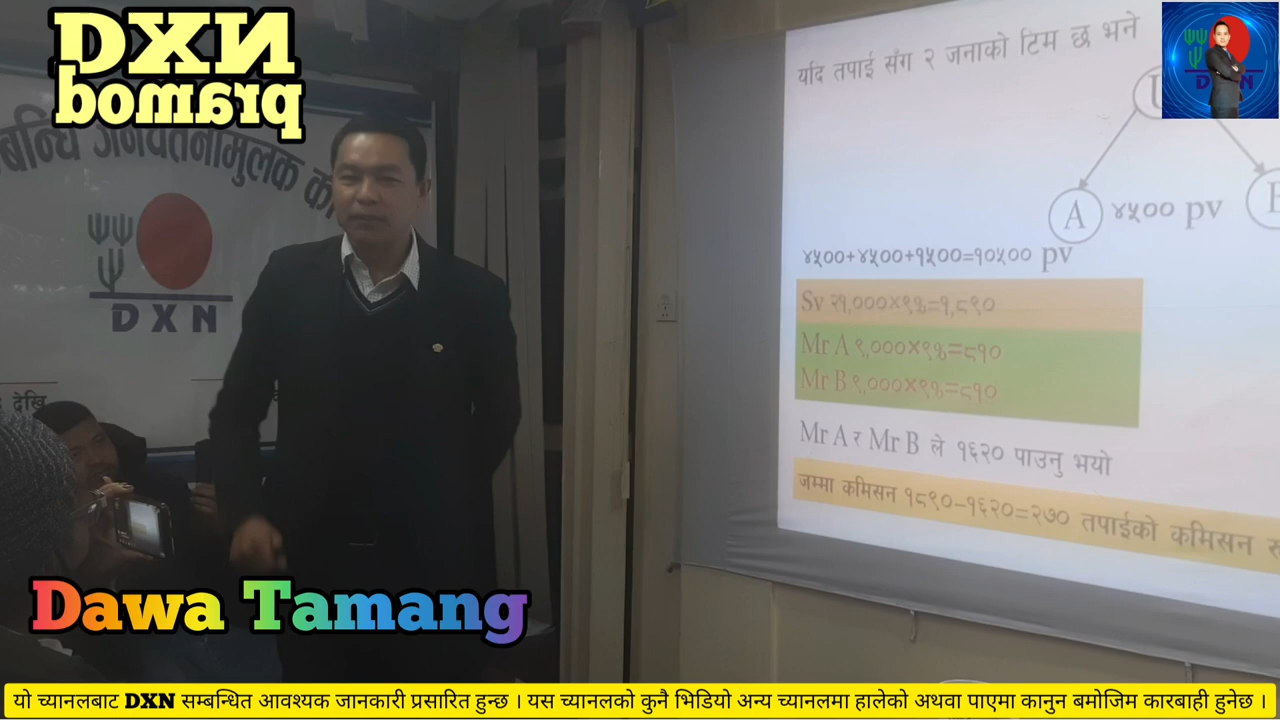 DXN
pramod
यदि तपाई सँग २ जनाको टिम छ भने
A ४५०० pv
४५००+४५००+१५००=१०५०० pv
Sv २१,०००×९%=१,८९०
Mr A ९,०००×९%=८१०
Mr B ९,०००×९%=८१०
Mr A र Mr B ले १६२० पाउनु भयो
जम्मा कमिसन १८९०-१६२०=२७० तपाईको कमिसन
DXN
DXN
देखि
Dawa Tamang
यो च्यानलबाट DXN सम्बन्धित आवश्यक जानकारी प्रसारित हुन्छ । यस च्यानलको कुनै भिडियो अन्य च्यानलमा हालेको अथवा पाएमा कानुन बमोजिम कारबाही हुनेछ ।